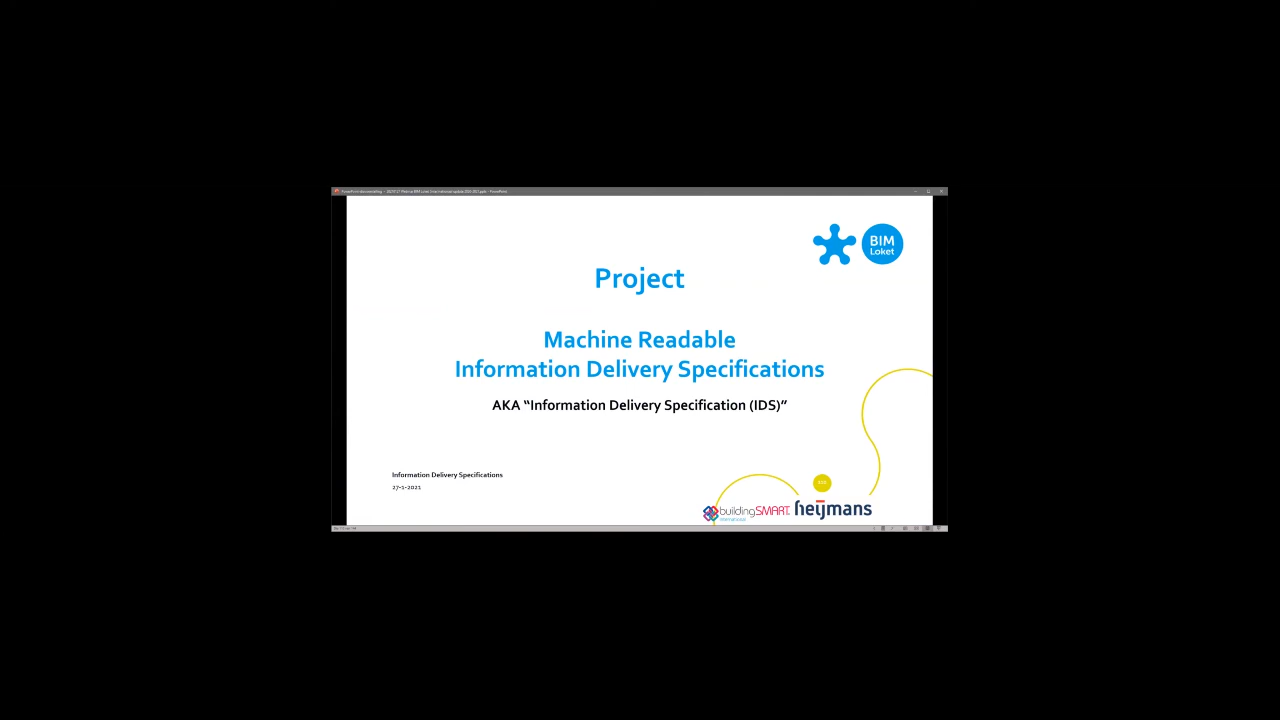 BIM
Loket
Project
Machine Readable
Information Delivery Specifications
AKA “Information Delivery Specification (IDS)”
Information Delivery Specifications
27-1-2021
buildingSMART
International
heijmans